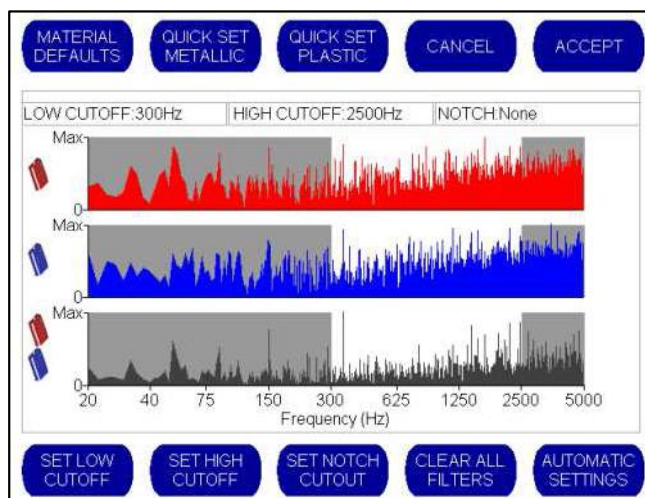 MATERIAL DEFAULTS
QUICK SET METALLIC
QUICK SET PLASTIC
CANCEL
ACCEPT
LOW CUTOFF:300Hz
HIGH CUTOFF:2500Hz
NOTCH:None
Max
0
Max
0
Max
0
20 40 75 150 300 625 1250 2500 5000
Frequency (Hz)
SET LOW CUTOFF
SET HIGH CUTOFF
SET NOTCH CUTOUT
CLEAR ALL FILTERS
AUTOMATIC SETTINGS